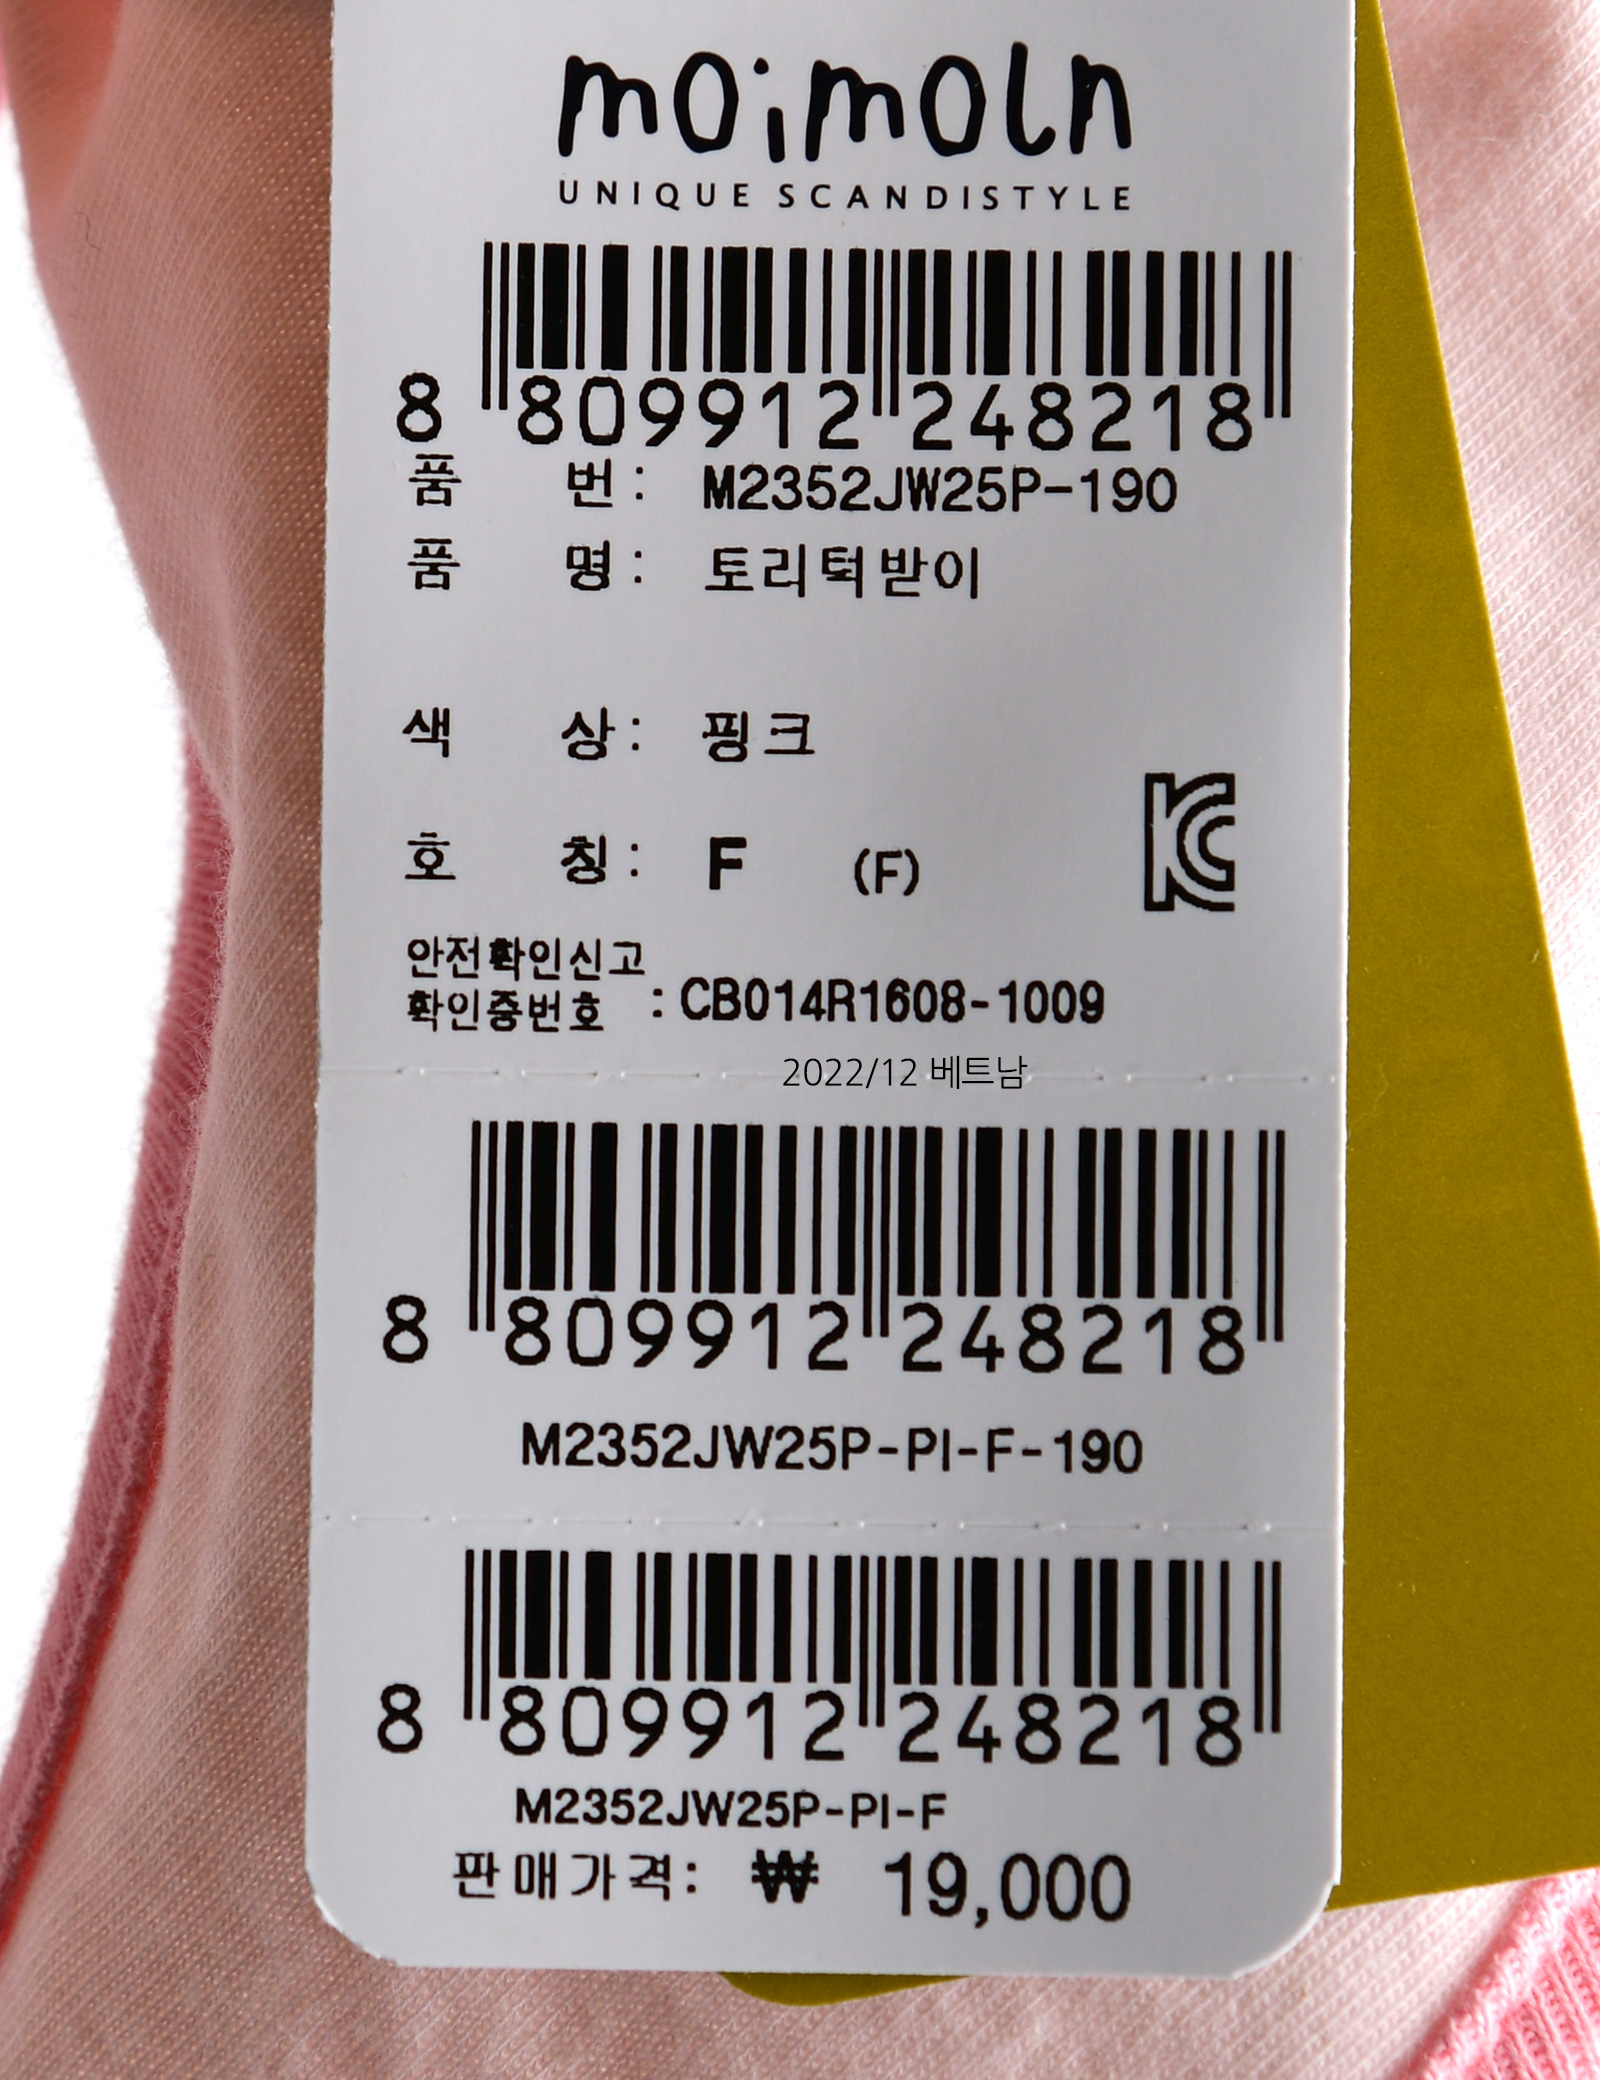 moimoln
UNIQUE SCANDISTYLE
8 809912 248218
품 번 : M2352JW25P-190
품 명 : 토리턱받이
색 상 : 핑크
호 칭 : F (F)
KC
안전확인신고
확인증번호 : CB014R1608-1009
2022/12 베트남
8 809912 248218
M2352JW25P-PI-F-190
8 809912 248218
M2352JW25P-PI-F
판매가격: ₩ 19,000